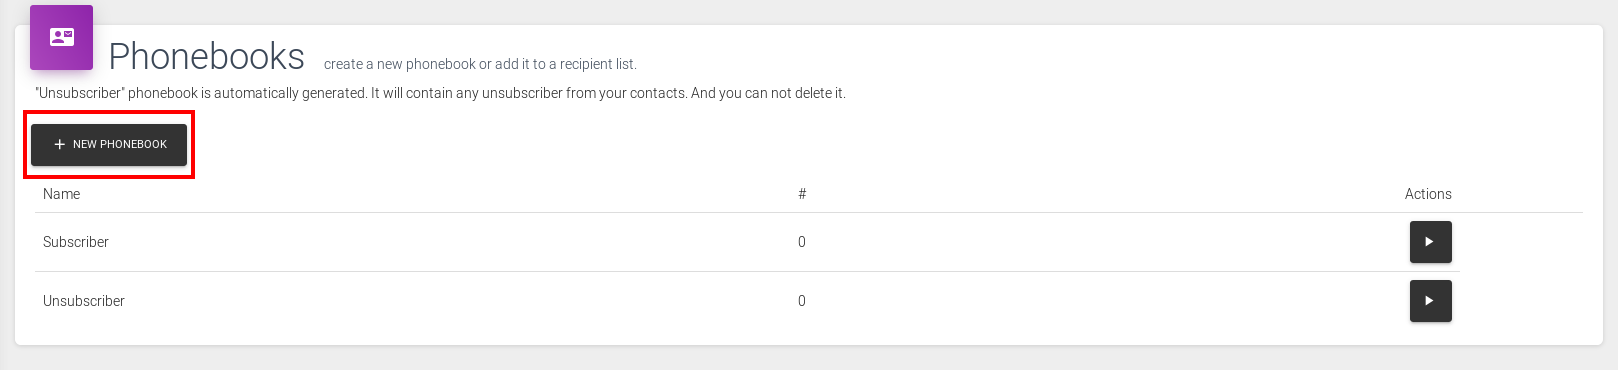 Phonebooks create a new phonebook or add it to a recipient list.
"Unsubscriber" phonebook is automatically generated. It will contain any unsubscriber from your contacts. And you can not delete it.
+ NEW PHONEBOOK
Name # Actions
Subscriber 0
Unsubscriber 0